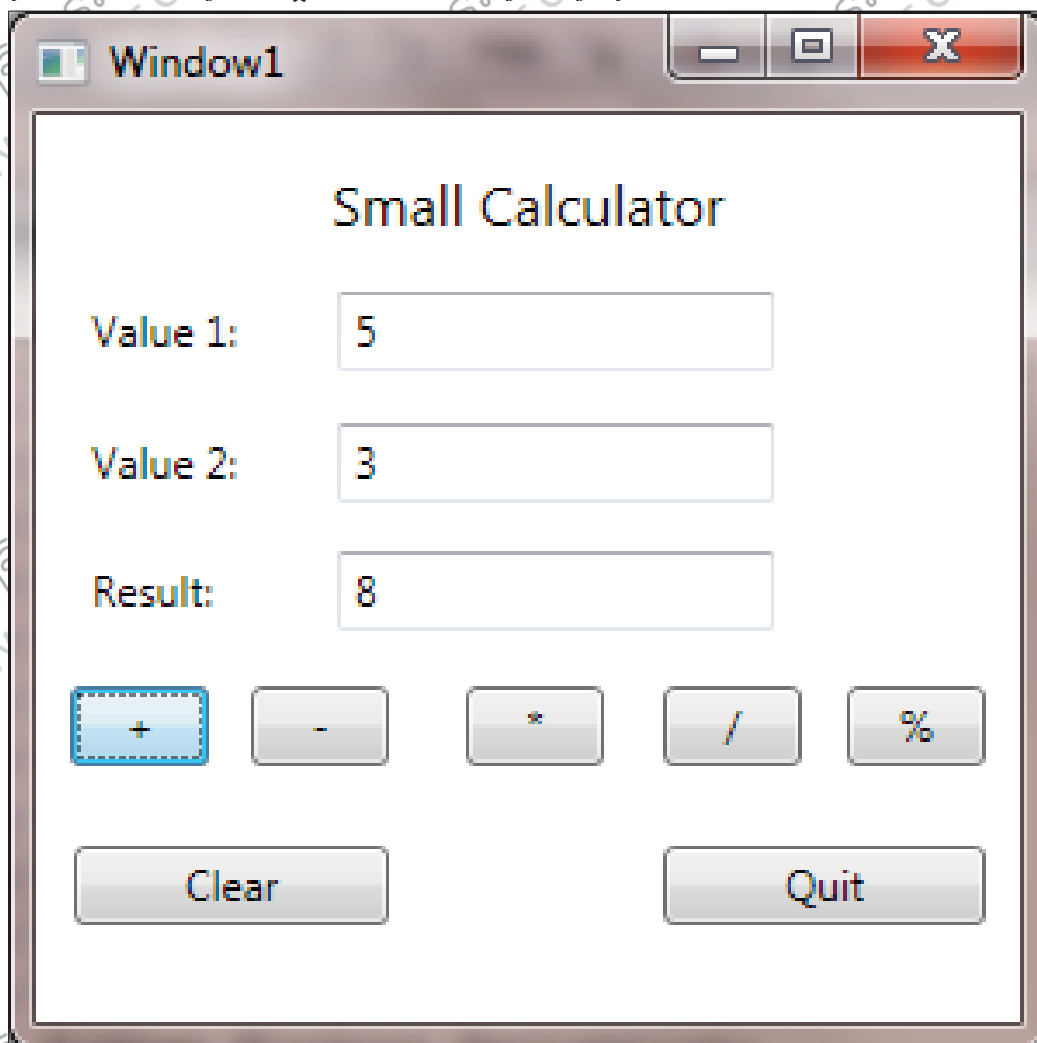 Window1
Small Calculator
Value 1: 5
Value 2: 3
Result: 8
+ - * / %
Clear Quit